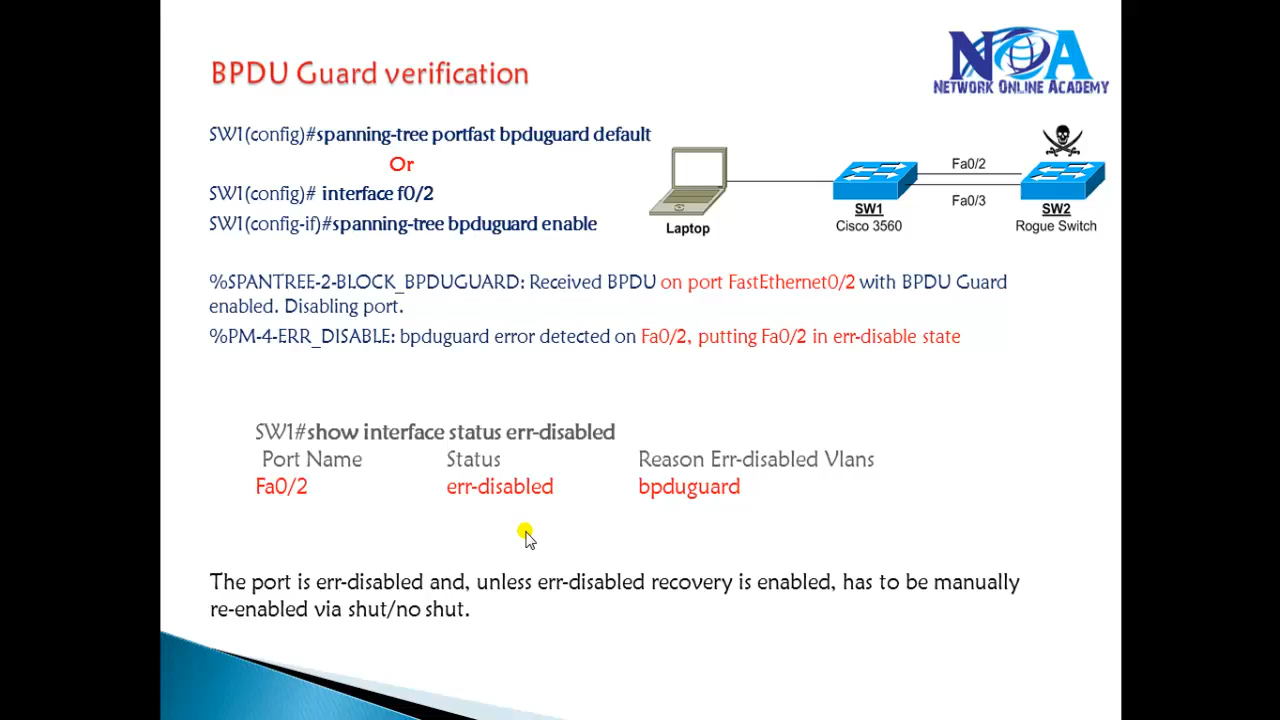 BPDU Guard verification
NOA
NETWORK ONLINE ACADEMY
SW1(config)#spanning-tree portfast bpduguard default
Or
SW1(config)# interface f0/2
SW1(config-if)#spanning-tree bpduguard enable
Fa0/2
Fa0/3
Laptop
SW1
Cisco 3560
SW2
Rogue Switch
%SPANTREE-2-BLOCK_BPDUGUARD: Received BPDU on port FastEthernet0/2 with BPDU Guard
enabled. Disabling port.
%PM-4-ERR_DISABLE: bpduguard error detected on Fa0/2, putting Fa0/2 in err-disable state
SW1#show interface status err-disabled
Port Name Status Reason Err-disabled Vlans
Fa0/2 err-disabled bpduguard
The port is err-disabled and, unless err-disabled recovery is enabled, has to be manually
re-enabled via shut/no shut.